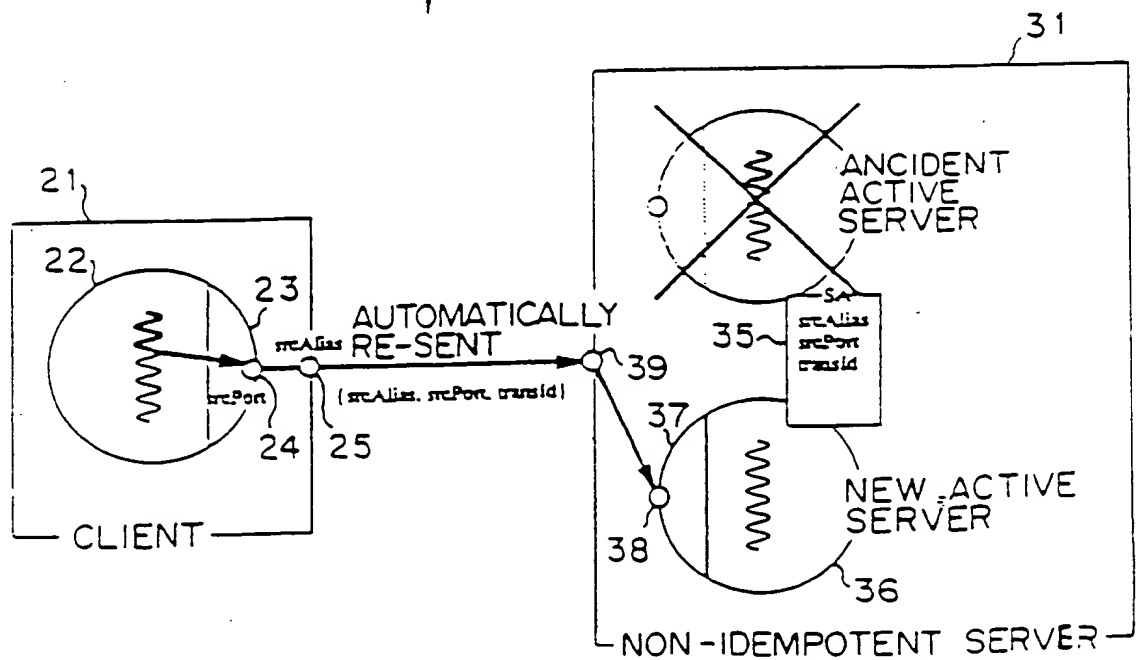 31
ANCIDENT
ACTIVE
SERVER
21
22
23
srcAlias
AUTOMATICALLY
RE-SENT
SA
srcAlias
srcPort
transid
35
39
srcPort
(srcAlias, srcPort, transid)
24
25
37
NEW ACTIVE
SERVER
CLIENT
38
36
NON-IDEMPOTENT SERVER